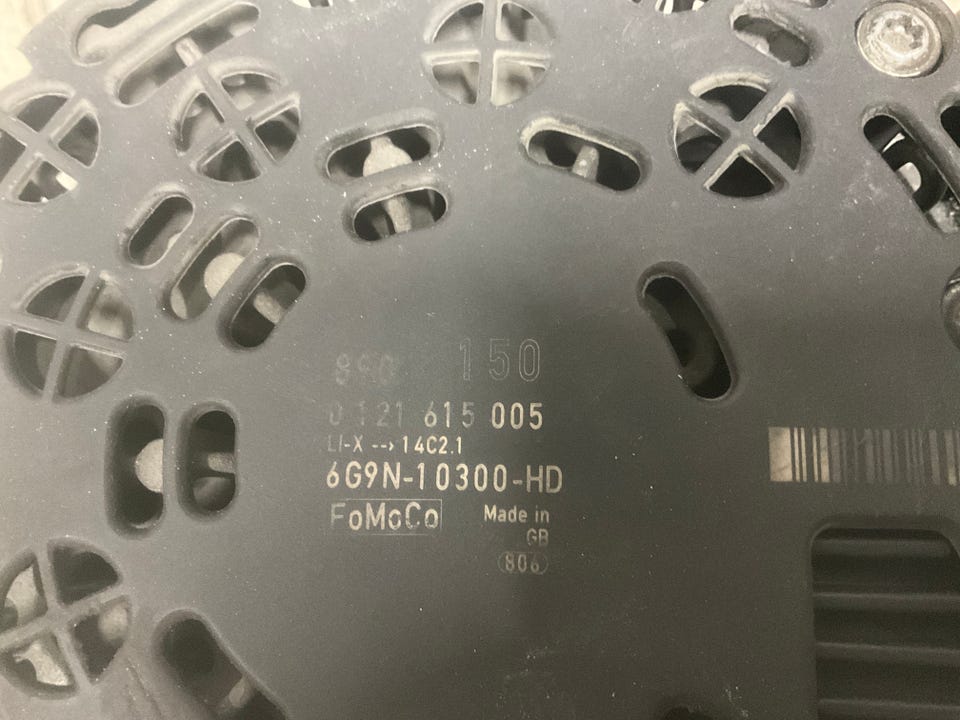 150
0 121 615 005
LI-X --> 14C2.1
6G9N-10300-HD
FoMoCo
Made in
GB
806